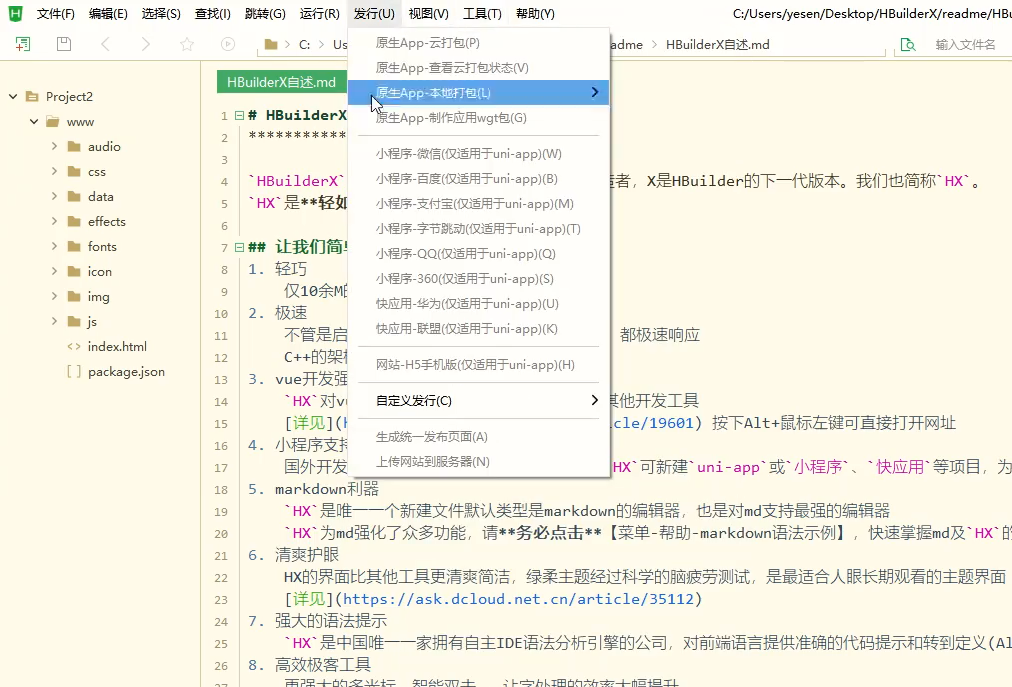 文件(F) 编辑(E) 选择(S) 查找(I) 跳转(G) 运行(R) 发行(U) 视图(V) 工具(T) 帮助(Y) C:/Users/yesen/Desktop/HBuilderX/readme/HBu
C: Us adme HBuilderX自述.md 输入文件名
Project2
www
audio
css
data
effects
fonts
icon
img
js
index.html
package.json
HBuilderX自述.md
原生App-云打包(P)
原生App-查看云打包状态(V)
原生App-本地打包(L)
原生App-制作应用wgt包(G)
小程序-微信(仅适用于uni-app)(W)
小程序-百度(仅适用于uni-app)(B)
小程序-支付宝(仅适用于uni-app)(M)
小程序-字节跳动(仅适用于uni-app)(T)
小程序-QQ(仅适用于uni-app)(Q)
小程序-360(仅适用于uni-app)(S)
快应用-华为(仅适用于uni-app)(U)
快应用-联盟(仅适用于uni-app)(K)
网站-H5手机版(仅适用于uni-app)(H)
自定义发行(C)
生成统一发布页面(A)
上传网站到服务器(N)
1 # HBuilderX
2 ***********
3
4 `HBuilderX` 者，X是HBuilder的下一代版本。我们也简称`HX`。
5 `HX`是**轻如
6
7 ## 让我们简单
8 1. 轻巧
9 仅10余M的
10 2. 极速
11 不管是启 都极速响应
12 C++的架构
13 3. vue开发强
14 `HX`对vu 其他开发工具
15 [详见](h cle/19601) 按下Alt+鼠标左键可直接打开网址
16 4. 小程序支持
17 国外开发 HX`可新建`uni-app`或`小程序`、`快应用`等项目，为
18 5. markdown利器
19 `HX`是唯一一个新建文件默认类型是markdown的编辑器，也是对md支持最强的编辑器
20 `HX`为md强化了众多功能，请**务必点击**【菜单-帮助-markdown语法示例】，快速掌握md及`HX`的
21 6. 清爽护眼
22 HX的界面比其他工具更清爽简洁，绿柔主题经过科学的脑疲劳测试，是最适合人眼长期观看的主题界面
23 [详见](https://ask.dcloud.net.cn/article/35112)
24 7. 强大的语法提示
25 `HX`是中国唯一一家拥有自主IDE语法分析引擎的公司，对前端语言提供准确的代码提示和转到定义(Al
26 8. 高效极客工具
27 更强大的多光标、智能双击...让字处理的效率大幅提升